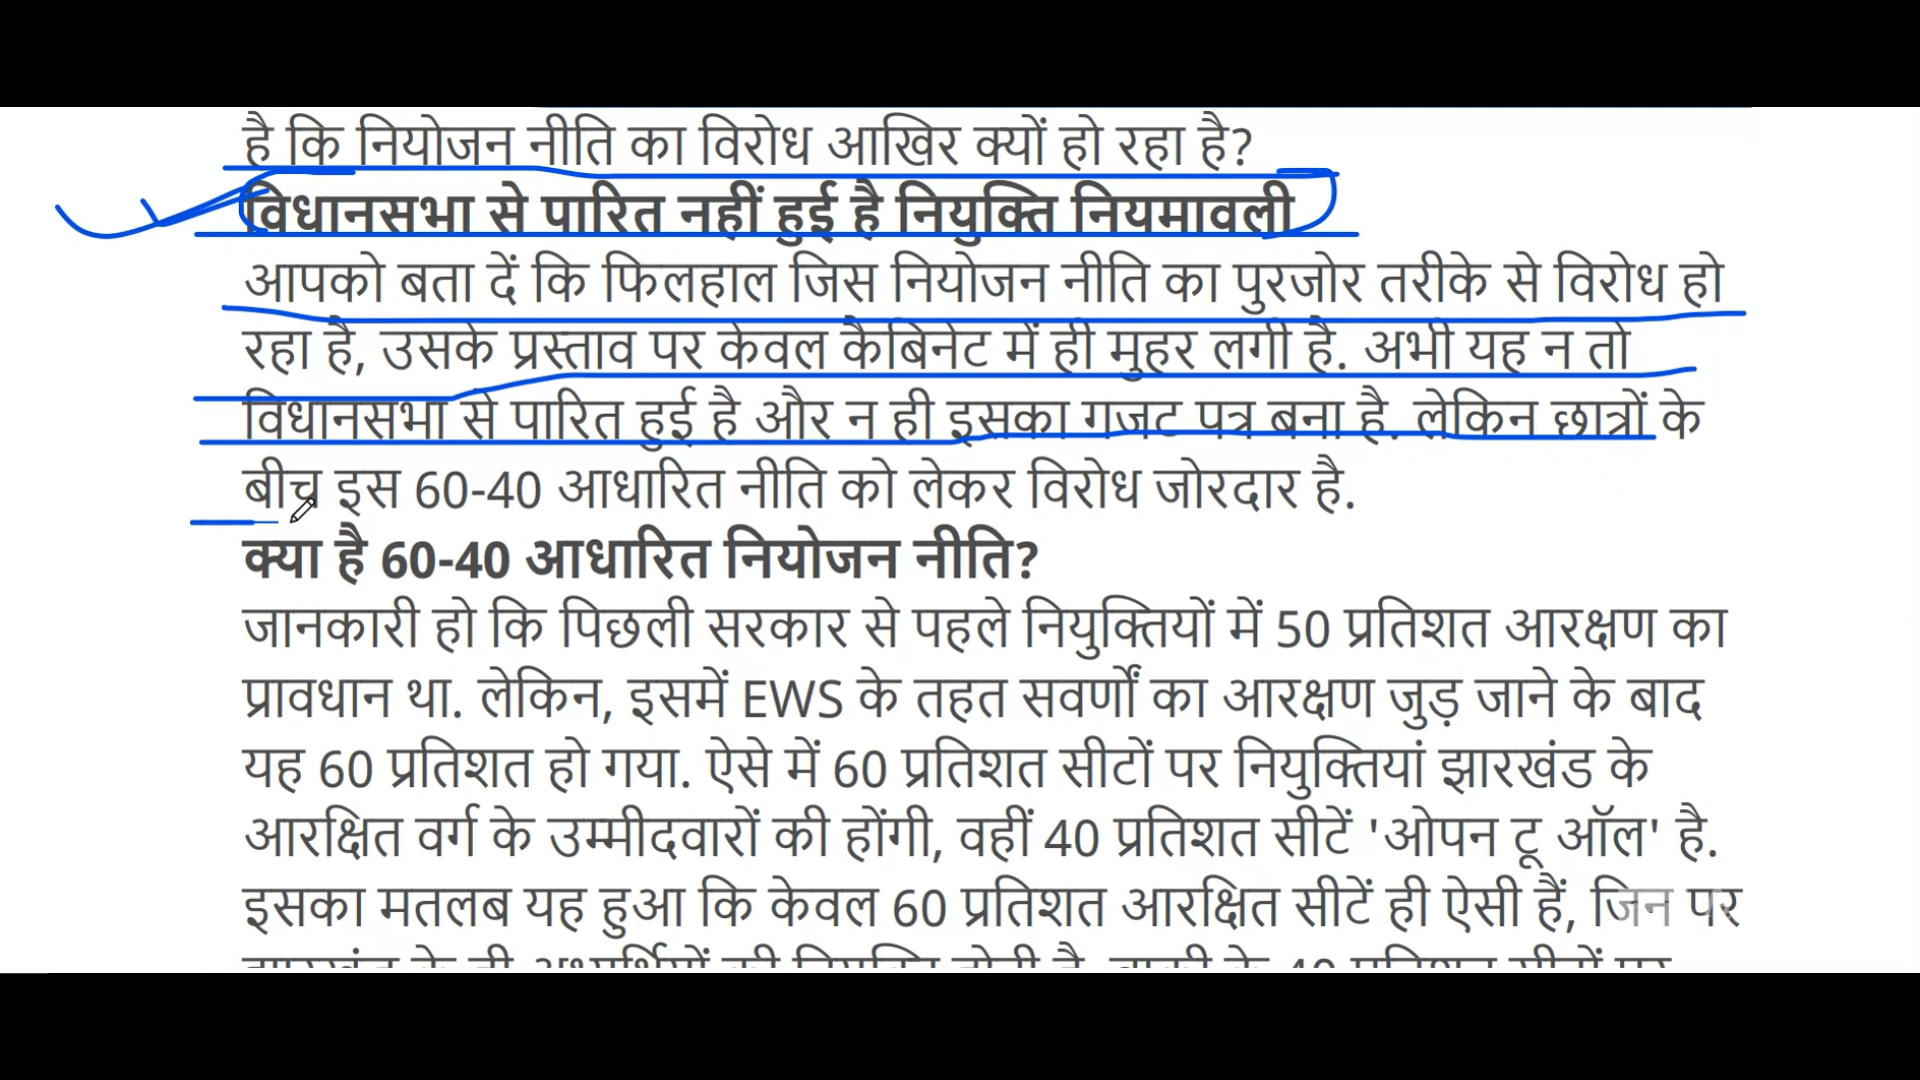 है कि नियोजन नीति का विरोध आखिर क्यों हो रहा है?
विधानसभा से पारित नहीं हुई है नियुक्ति नियमावली
आपको बता दें कि फिलहाल जिस नियोजन नीति का पुरजोर तरीके से विरोध हो
रहा है, उसके प्रस्ताव पर केवल कैबिनेट में ही मुहर लगी है. अभी यह न तो
विधानसभा से पारित हुई है और न ही इसका गजट पत्र बना है. लेकिन छात्रों के
बीच इस 60-40 आधारित नीति को लेकर विरोध जोरदार है.
क्या है 60-40 आधारित नियोजन नीति?
जानकारी हो कि पिछली सरकार से पहले नियुक्तियों में 50 प्रतिशत आरक्षण का
प्रावधान था. लेकिन, इसमें EWS के तहत सवर्णों का आरक्षण जुड़ जाने के बाद
यह 60 प्रतिशत हो गया. ऐसे में 60 प्रतिशत सीटों पर नियुक्तियां झारखंड के
आरक्षित वर्ग के उम्मीदवारों की होंगी, वहीं 40 प्रतिशत सीटें 'ओपन टू ऑल' है.
इसका मतलब यह हुआ कि केवल 60 प्रतिशत आरक्षित सीटें ही ऐसी हैं, जिन पर